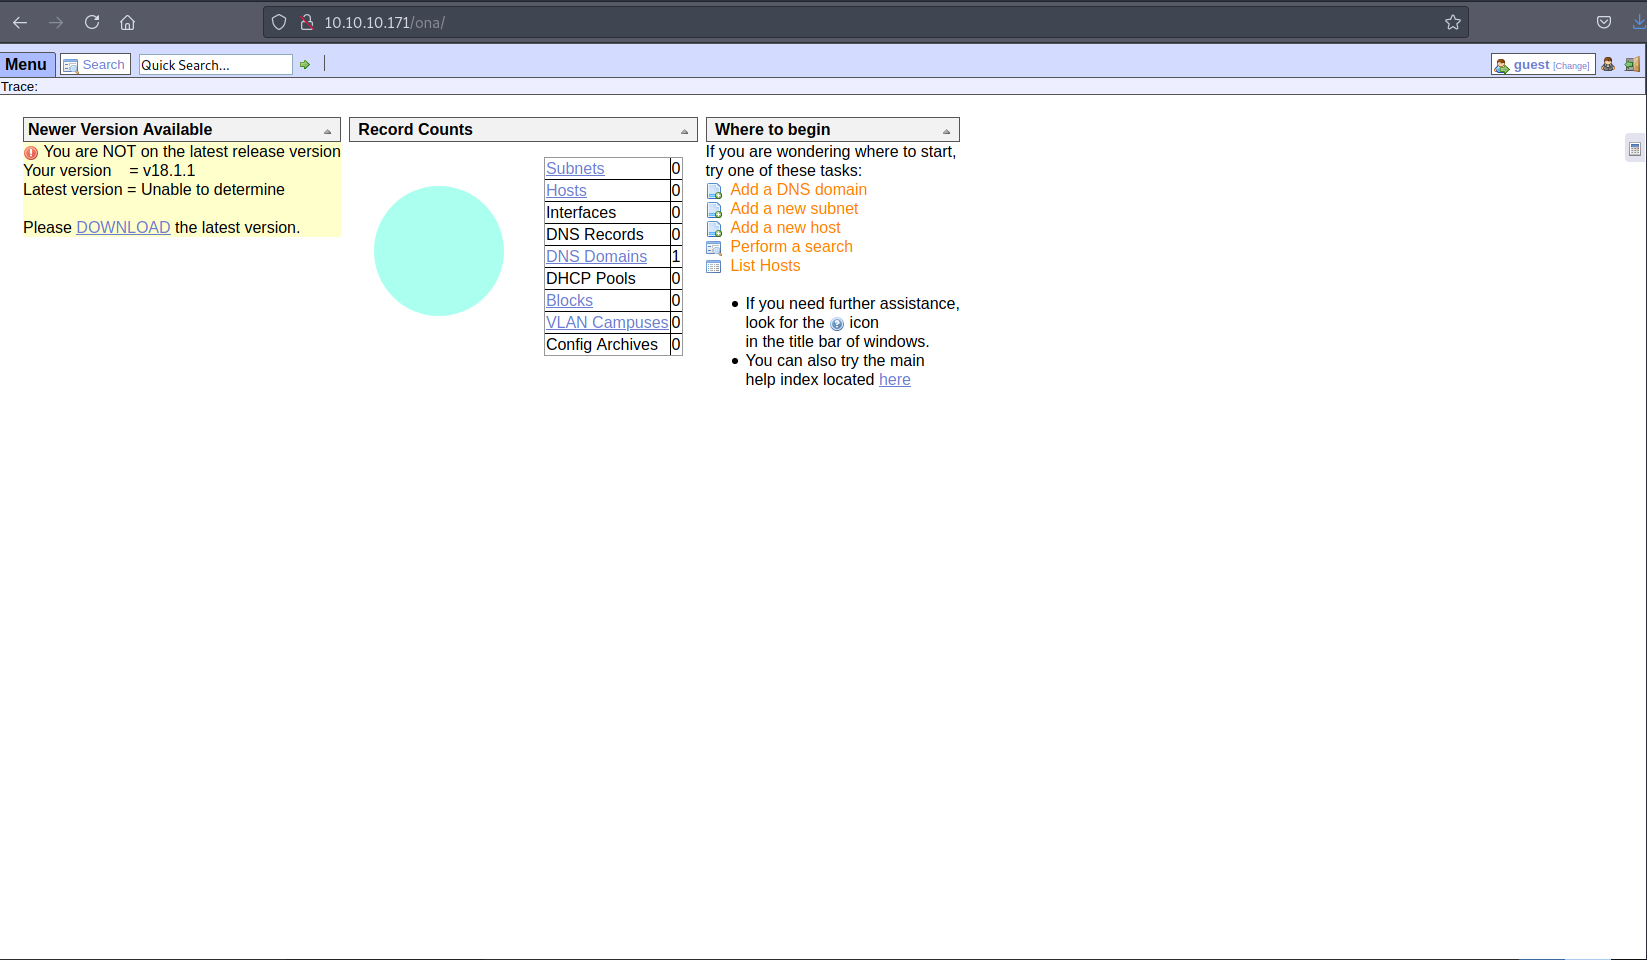 10.10.10.171/ona/
Menu Search Quick Search... guest [Change]
Trace:
Newer Version Available
You are NOT on the latest release version
Your version = v18.1.1
Latest version = Unable to determine
Please DOWNLOAD the latest version.
Record Counts
Subnets 0
Hosts 0
Interfaces 0
DNS Records 0
DNS Domains 1
DHCP Pools 0
Blocks 0
VLAN Campuses 0
Config Archives 0
Where to begin
If you are wondering where to start,
try one of these tasks:
Add a DNS domain
Add a new subnet
Add a new host
Perform a search
List Hosts
• If you need further assistance,
look for the ? icon
in the title bar of windows.
• You can also try the main
help index located here